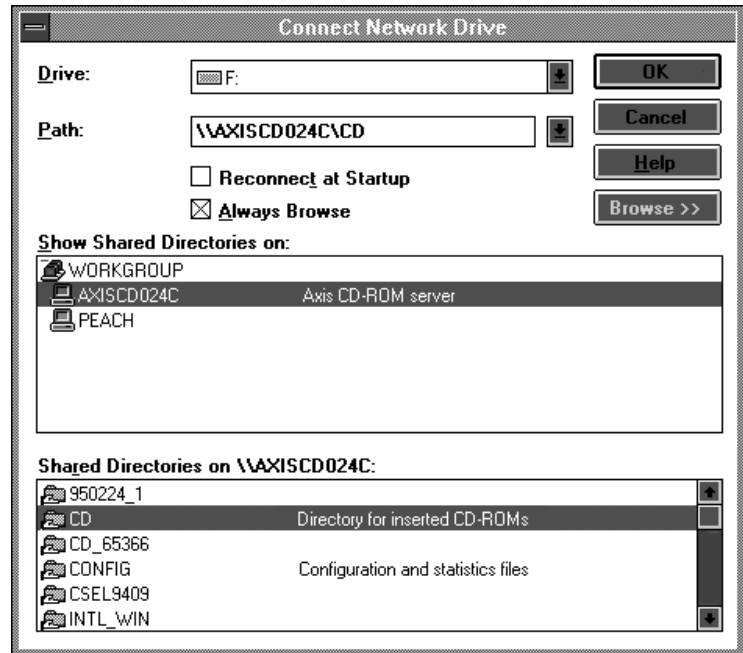 Connect Network Drive
Drive:
F:
OK
Path:
\\AXISCD024C\CD
Cancel
Reconnect at Startup
Help
Always Browse
Browse >>
Show Shared Directories on:
WORKGROUP
AXISCD024C Axis CD-ROM server
PEACH
Shared Directories on \\AXISCD024C:
950224_1
CD Directory for inserted CD-ROMs
CD_65366
CONFIG Configuration and statistics files
CSEL9409
INTL_WIN